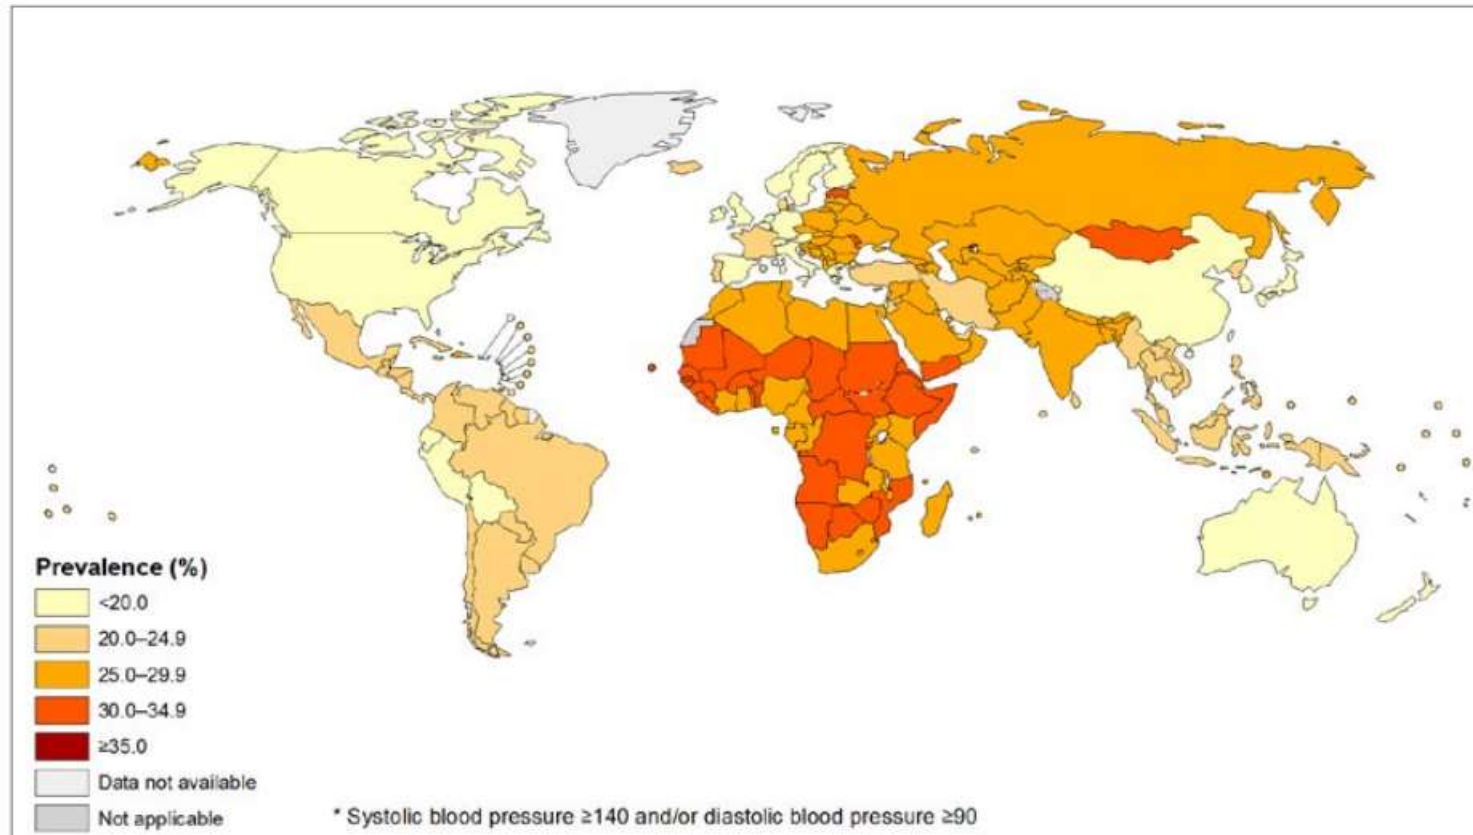 Prevalence (%)
<20.0
20.0–24.9
25.0–29.9
30.0–34.9
≥35.0
Data not available
Not applicable
* Systolic blood pressure ≥140 and/or diastolic blood pressure ≥90